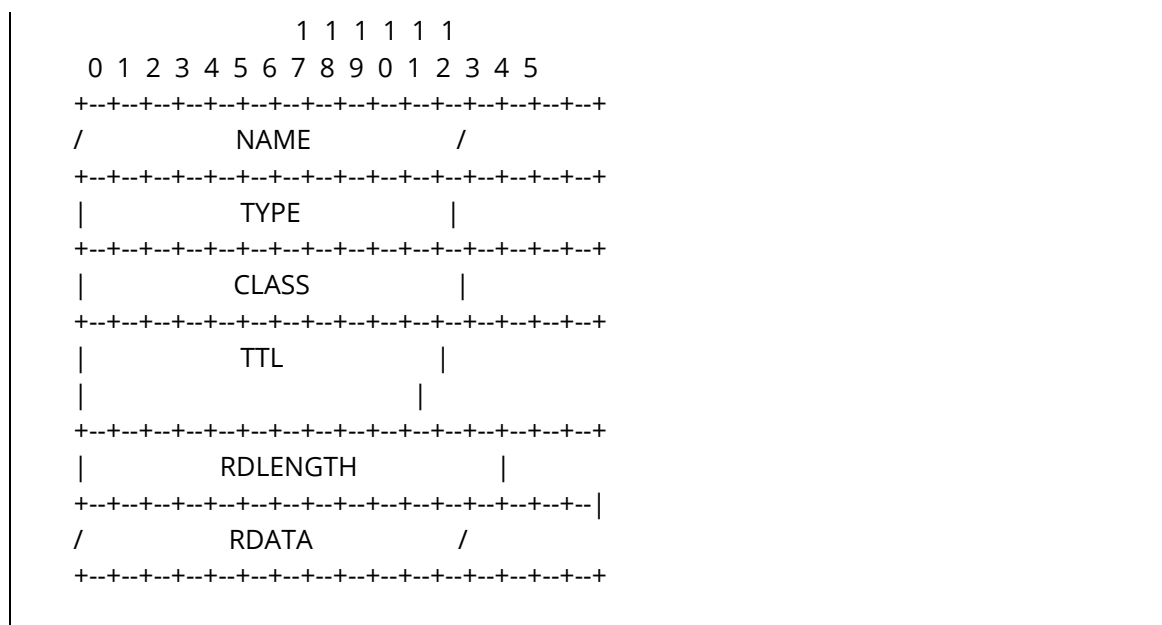 1 1 1 1 1 1
0 1 2 3 4 5 6 7 8 9 0 1 2 3 4 5
+--+--+--+--+--+--+--+--+--+--+--+--+--+--+--+--+
/ NAME /
+--+--+--+--+--+--+--+--+--+--+--+--+--+--+--+--+
| TYPE |
+--+--+--+--+--+--+--+--+--+--+--+--+--+--+--+--+
| CLASS |
+--+--+--+--+--+--+--+--+--+--+--+--+--+--+--+--+
| TTL |
| |
+--+--+--+--+--+--+--+--+--+--+--+--+--+--+--+--+
| RDLENGTH |
+--+--+--+--+--+--+--+--+--+--+--+--+--+--+--+--|
/ RDATA /
+--+--+--+--+--+--+--+--+--+--+--+--+--+--+--+--+